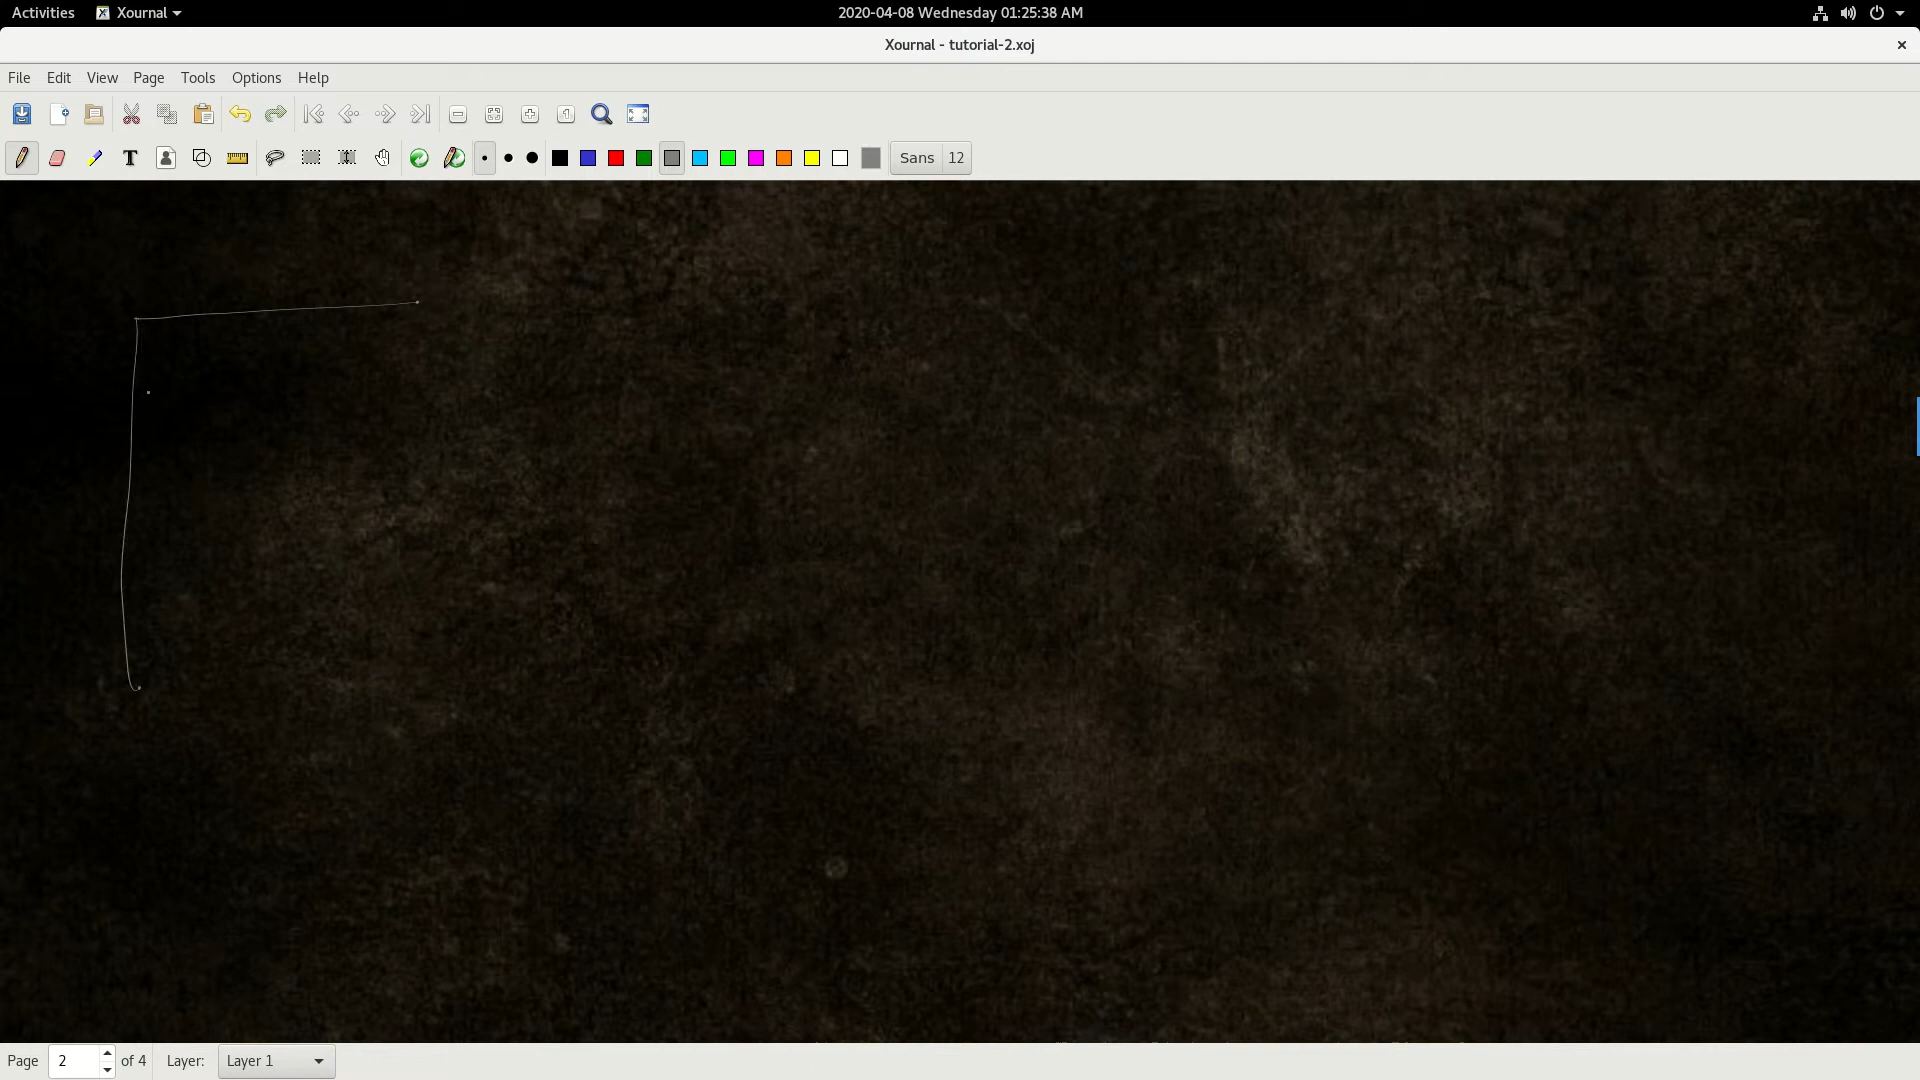 Activities Xournal 2020-04-08 Wednesday 01:25:38 AM
Xournal - tutorial-2.xoj
File Edit View Page Tools Options Help
T Sans 12
Page 2 of 4 Layer: Layer 1